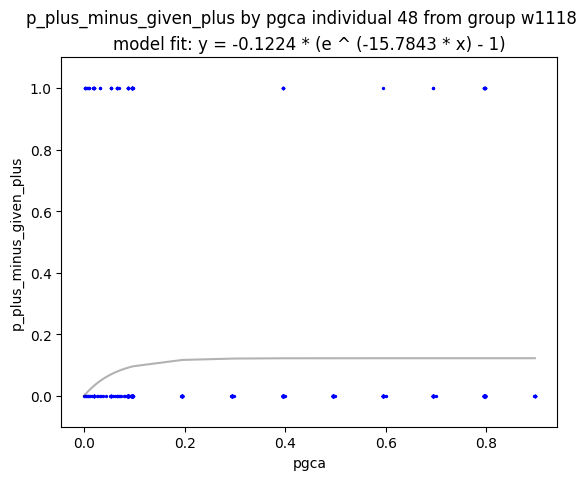 p_plus_minus_given_plus by pgca individual 48 from group w1118
model fit: y = -0.1224 * (e ^ (-15.7843 * x) - 1)
1.0
0.8
0.6
0.4
0.2
0.0
p_plus_minus_given_plus
0.0 0.2 0.4 0.6 0.8
pgca